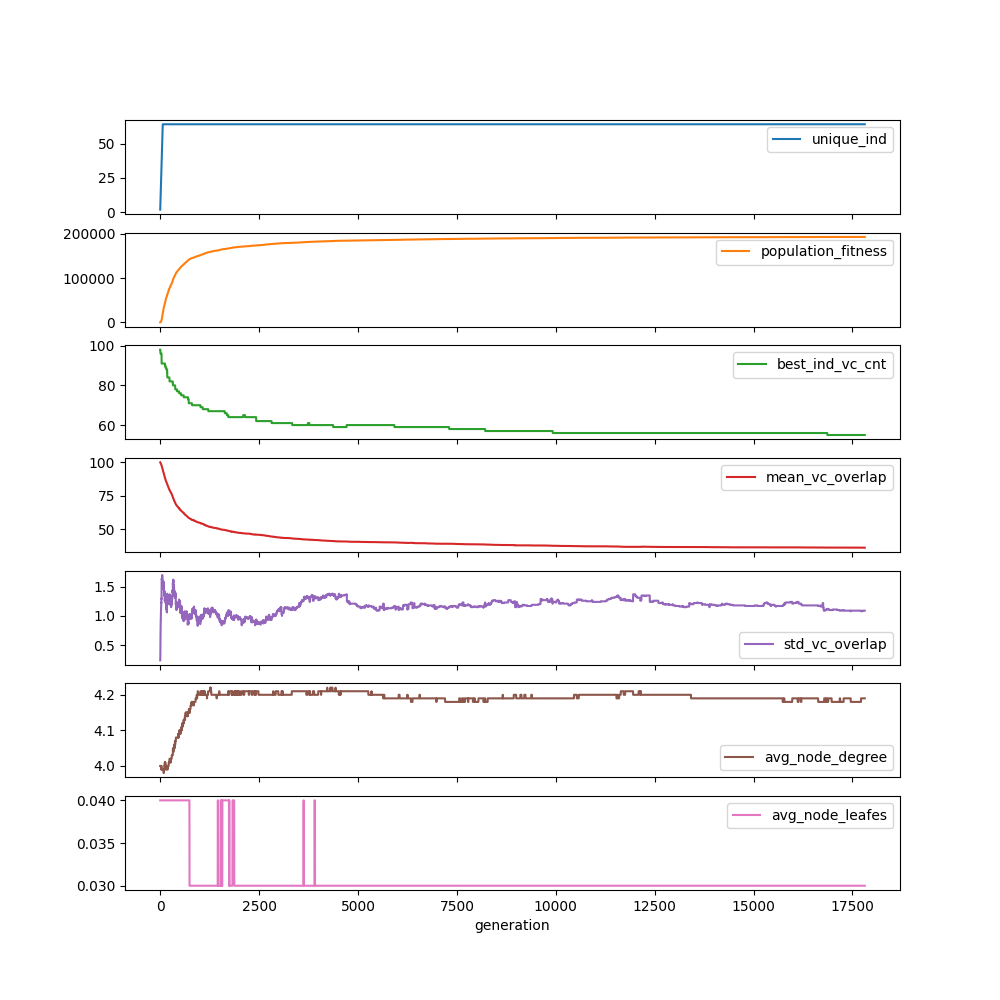 50
25
0
unique_ind
200000
100000
0
population_fitness
100
80
60
best_ind_vc_cnt
100
75
50
mean_vc_overlap
1.5
1.0
0.5
std_vc_overlap
4.2
4.1
4.0
avg_node_degree
0.040
0.035
0.030
avg_node_leafes
0 2500 5000 7500 10000 12500 15000 17500
generation